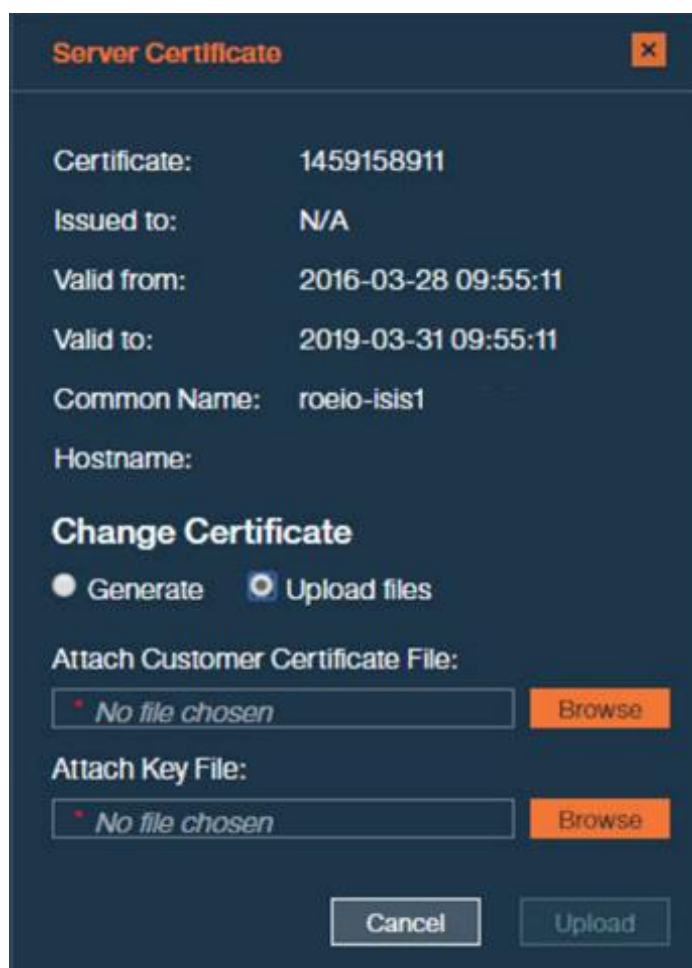 Server Certificate
Certificate: 1459158911
Issued to: N/A
Valid from: 2016-03-28 09:55:11
Valid to: 2019-03-31 09:55:11
Common Name: roeio-isis1
Hostname:
Change Certificate
Generate Upload files
Attach Customer Certificate File:
* No file chosen Browse
Attach Key File:
* No file chosen Browse
Cancel Upload